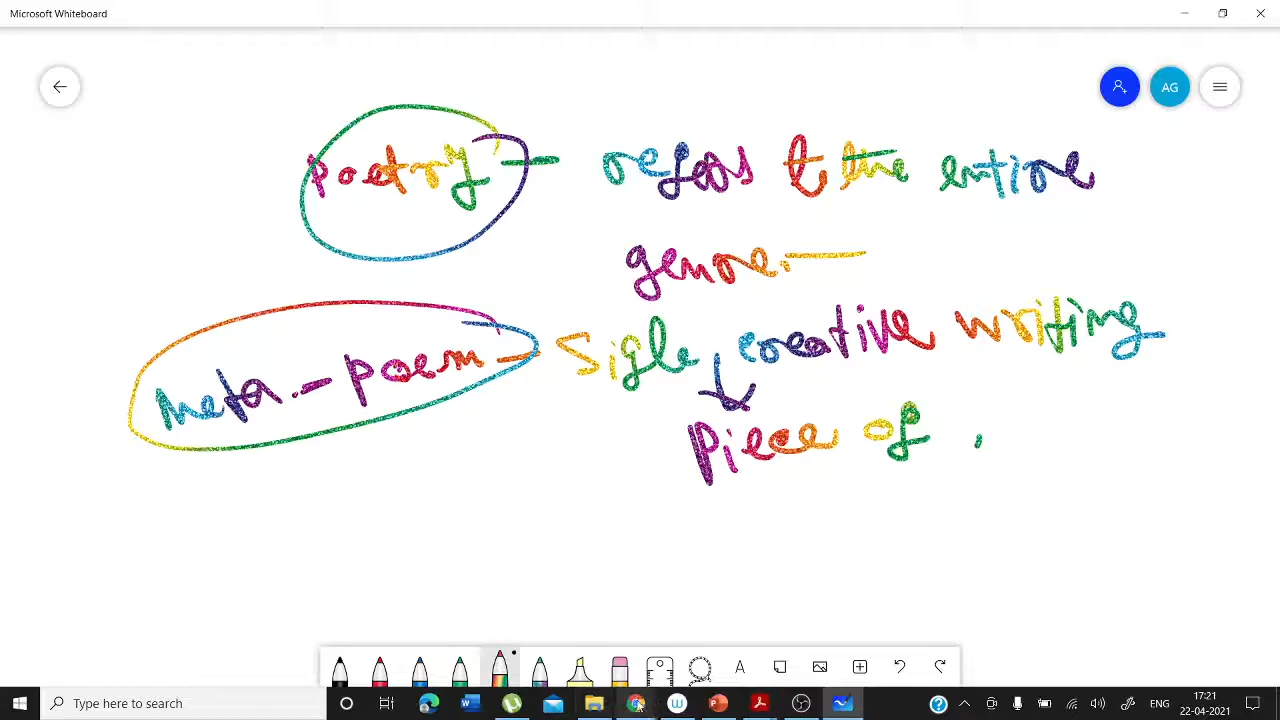 Microsoft Whiteboard
AG
poetry - refers to the entire
genre. -
meta - poem - Sigle creative writing
piece of
A
Type here to search
ENG
17:21
22-04-2021